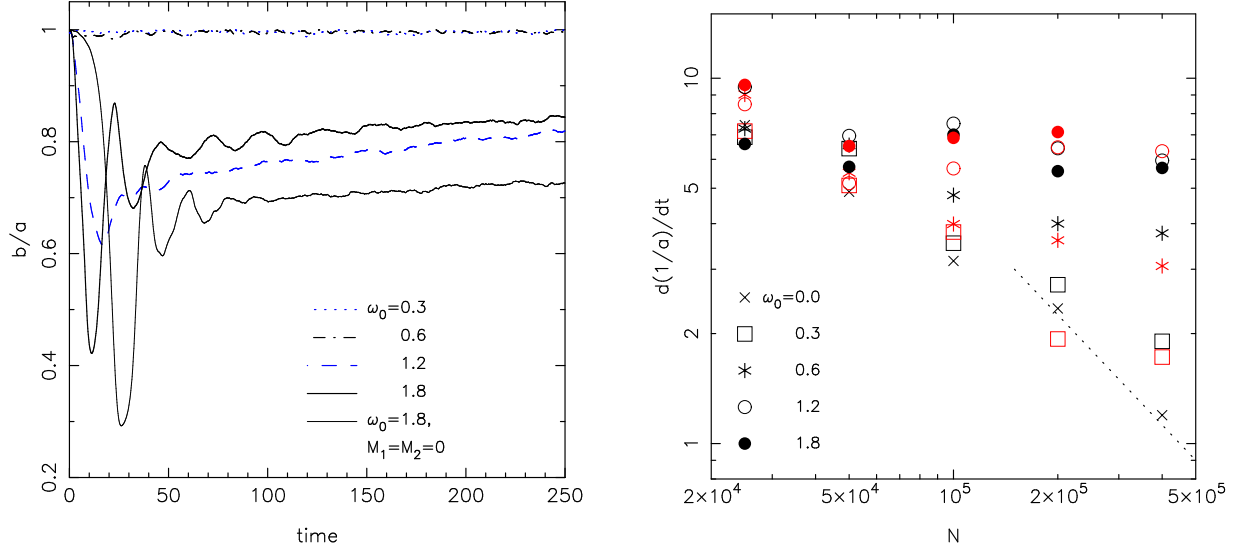 b/a
1
0.8
0.6
0.4
0.2
ω₀=0.3
0.6
1.2
1.8
ω₀=1.8,
M₁=M₂=0
0 50 100 150 200 250
time
d(1/a)/dt
10
5
2
1
ω₀=0.0
0.3
0.6
1.2
1.8
2×10⁴ 5×10⁴ 10⁵ 2×10⁵ 5×10⁵
N